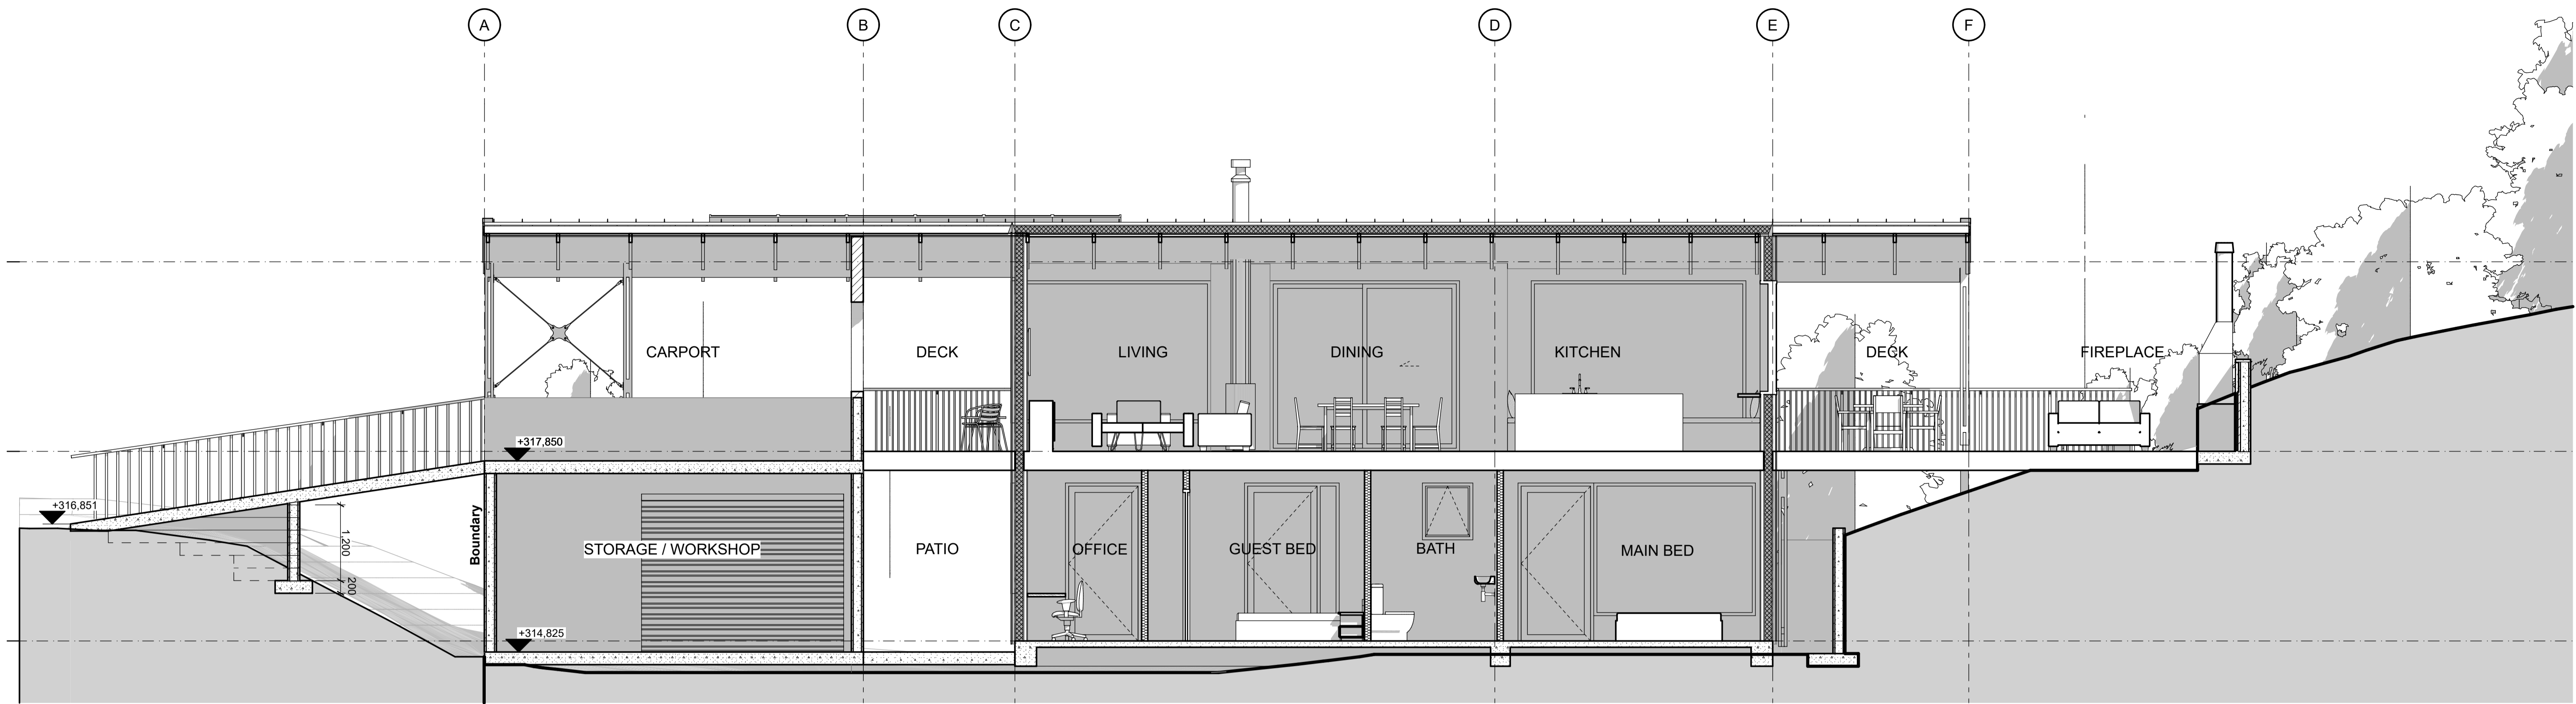 A
B
C
D
E
F
CARPORT
DECK
LIVING
DINING
KITCHEN
DECK
FIREPLACE
+317,850
+316,851
Boundary
1,200
200
STORAGE / WORKSHOP
PATIO
OFFICE
GUEST BED
BATH
MAIN BED
+314,825